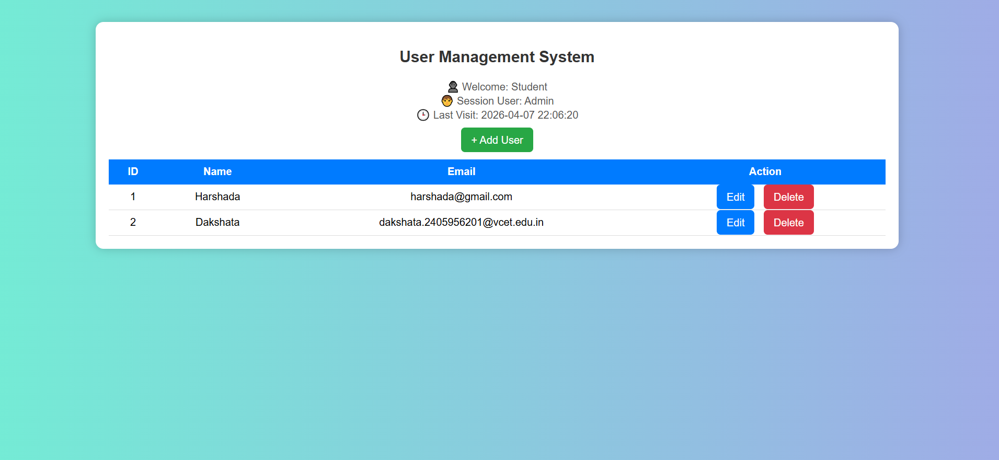 User Management System
Welcome: Student
Session User: Admin
Last Visit: 2026-04-07 22:06:20
+ Add User
ID Name Email Action
1 Harshada harshada@gmail.com Edit Delete
2 Dakshata dakshata.2405956201@vcet.edu.in Edit Delete